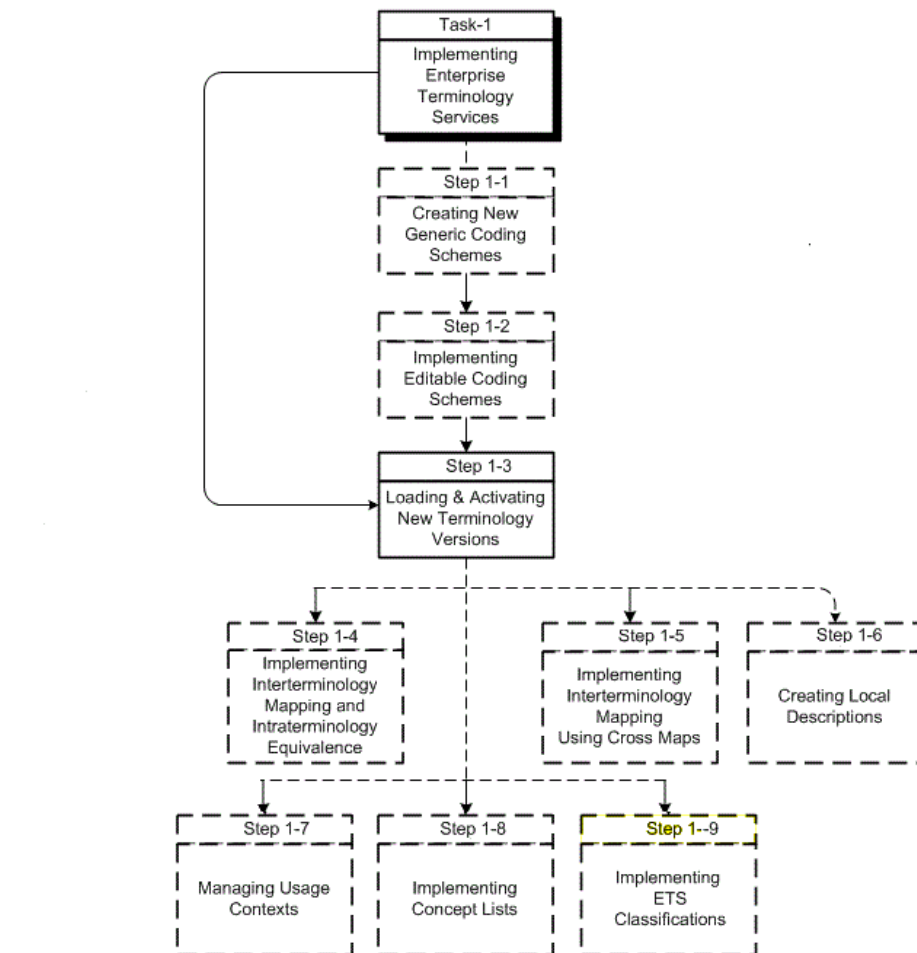 Task-1
Implementing
Enterprise
Terminology
Services
Step 1-1
Creating New
Generic Coding
Schemes
Step 1-2
Implementing
Editable Coding
Schemes
Step 1-3
Loading & Activating
New Terminology
Versions
Step 1-4
Implementing
Interterminology
Mapping and
Intraterminology
Equivalence
Step 1-5
Implementing
Interterminology
Mapping
Using Cross Maps
Step 1-6
Creating Local
Descriptions
Step 1-7
Managing Usage
Contexts
Step 1-8
Implementing
Concept Lists
Step 1--9
Implementing
ETS
Classifications